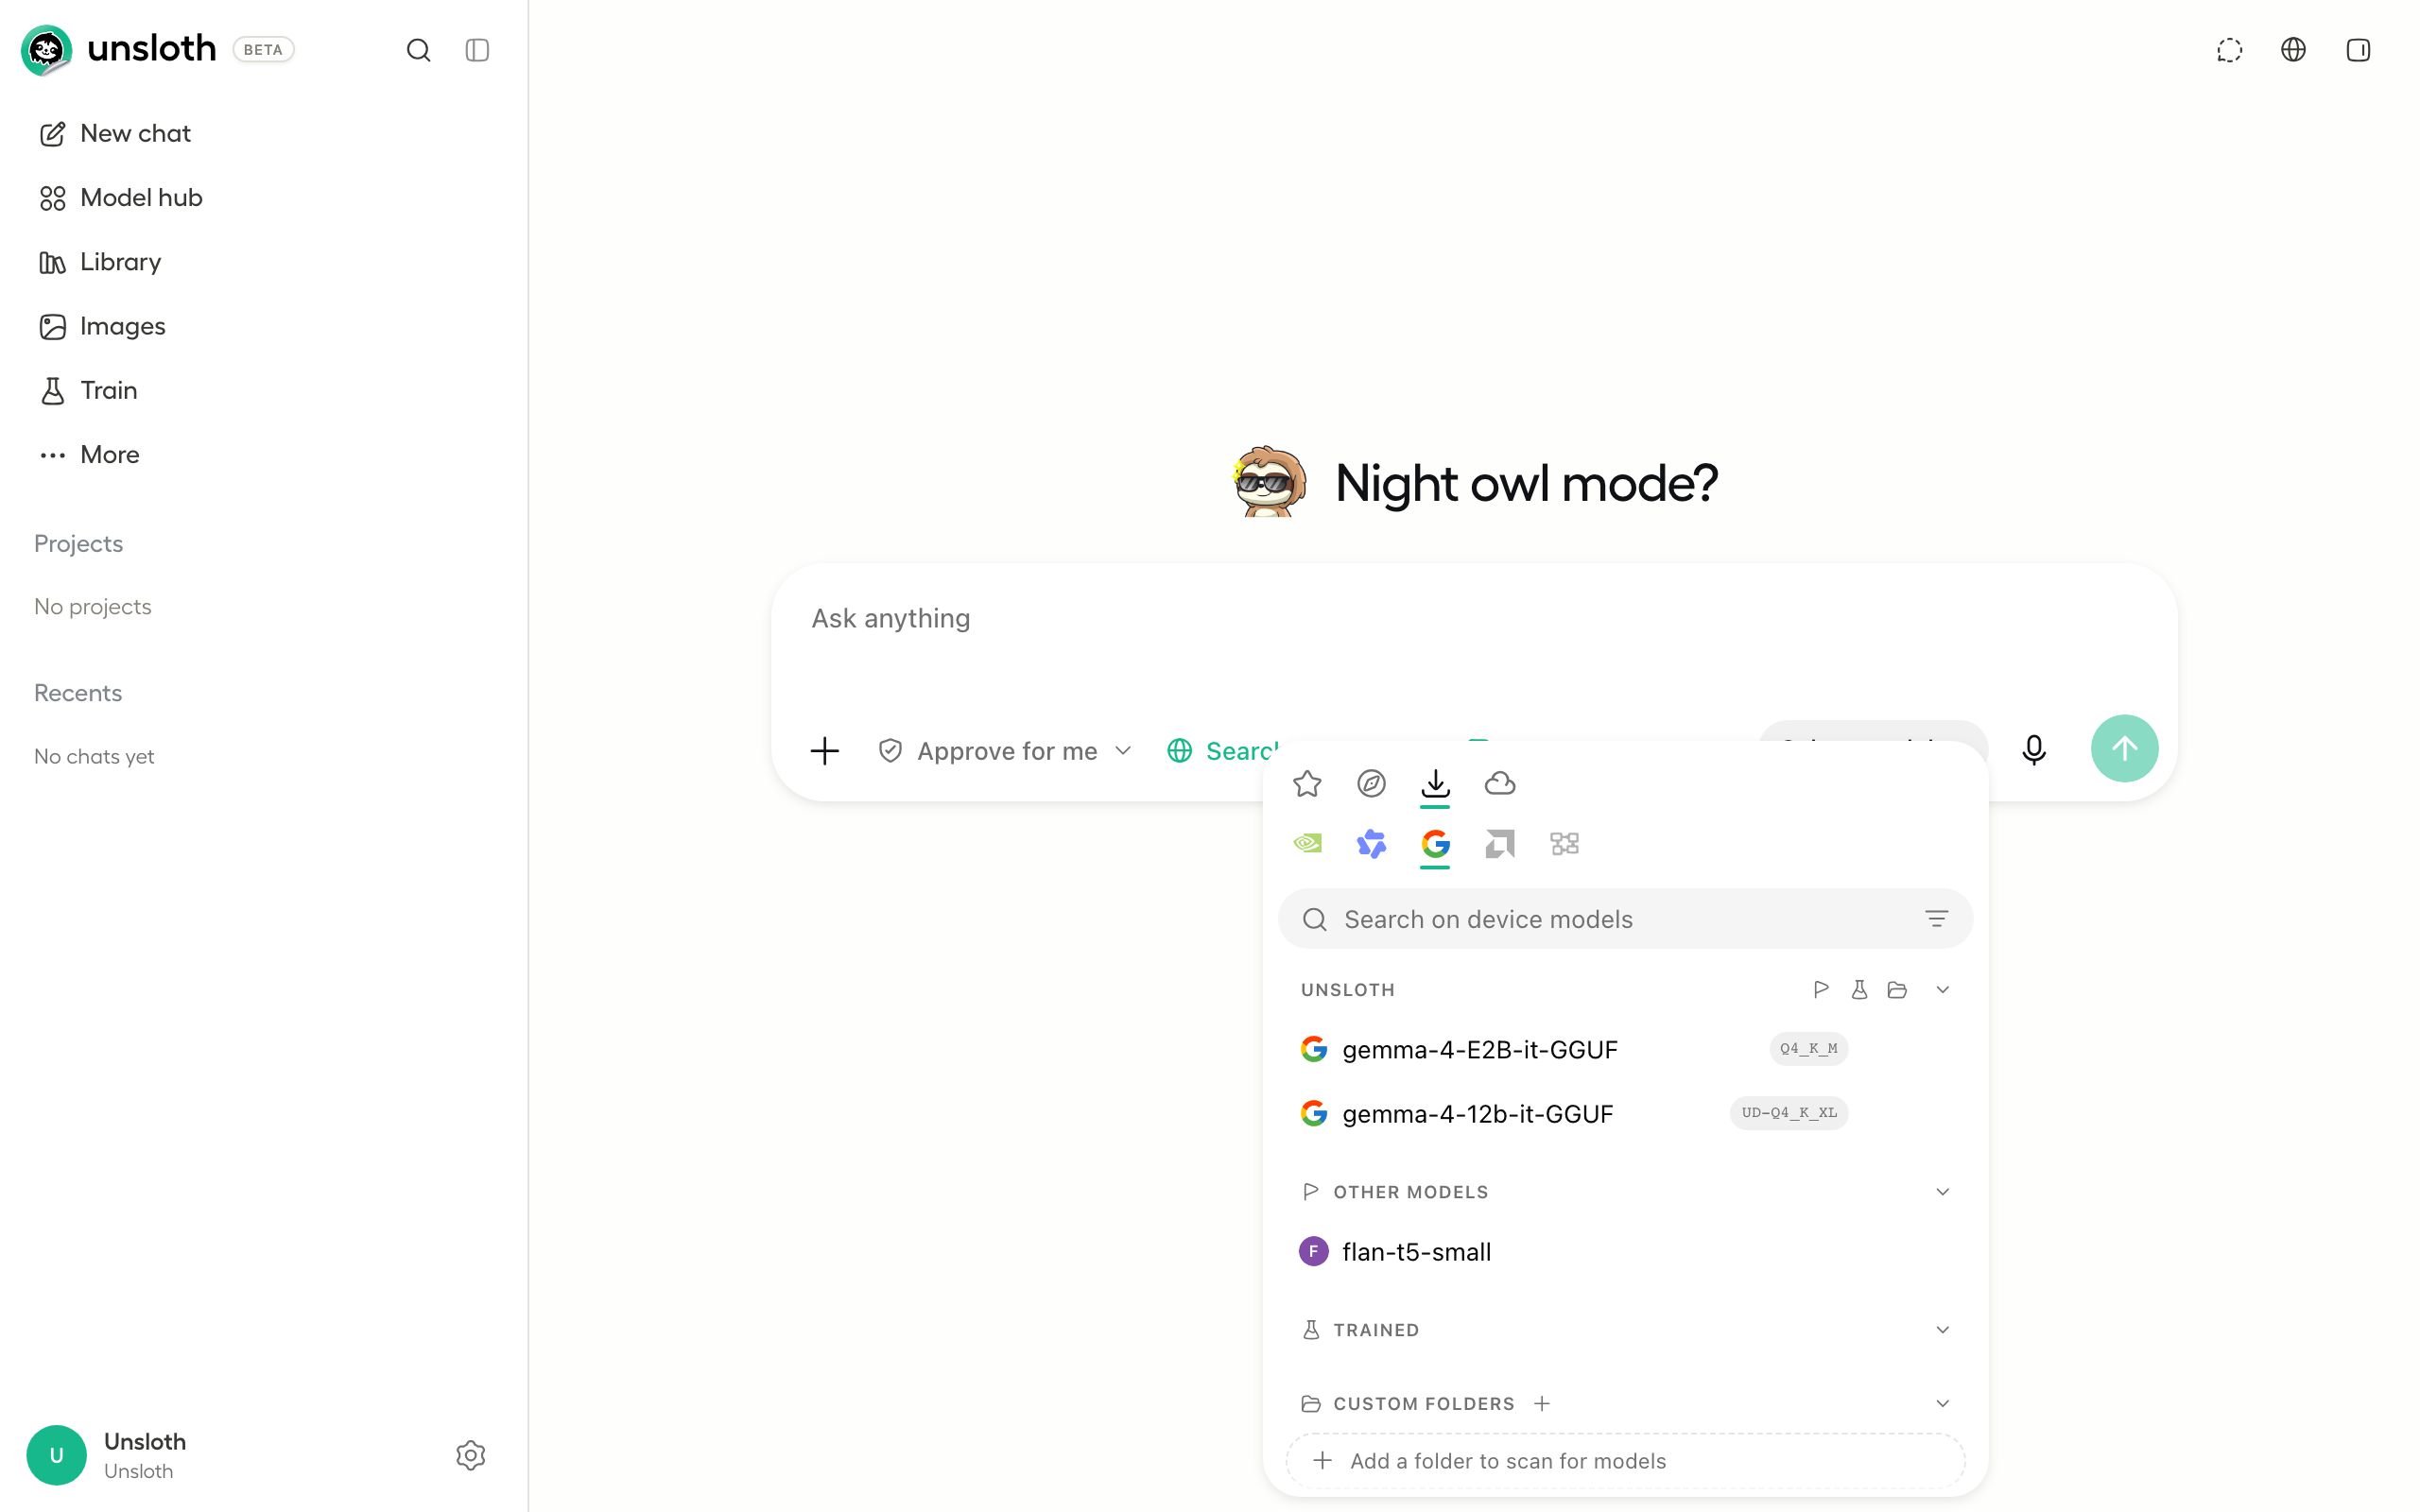 unsloth BETA
New chat
Model hub
Library
Images
Train
More
Projects
No projects
Recents
No chats yet
Unsloth
Unsloth
U
Night owl mode?
Ask anything
Approve for me
Search
Search on device models
UNSLOTH
gemma-4-E2B-it-GGUF Q4_K_M
gemma-4-12b-it-GGUF UD-Q4_K_XL
OTHER MODELS
F flan-t5-small
TRAINED
CUSTOM FOLDERS
Add a folder to scan for models